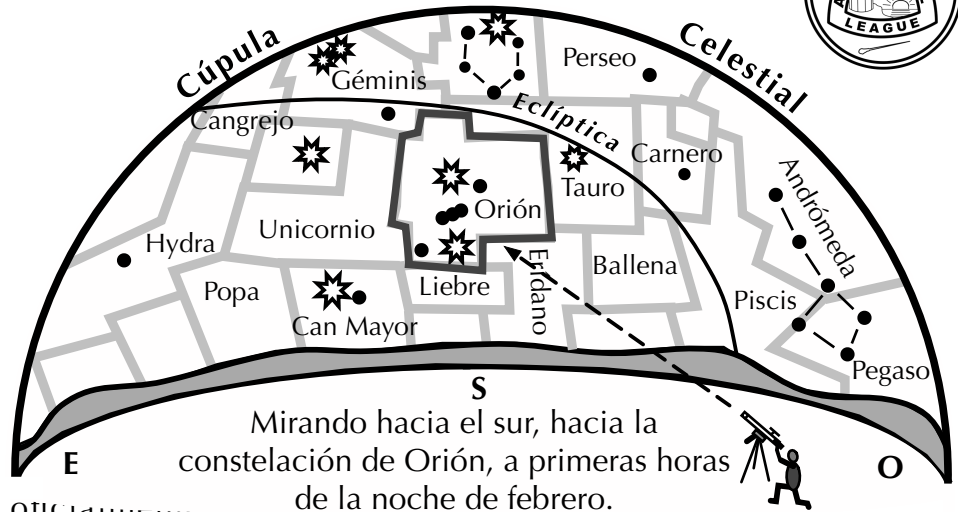 LEAGUE
Cúpula
Celestial
Géminis
Perseo
Eclíptica
Cangrejo
Carnero
Tauro
Andrómeda
Orión
Unicornio
Hydra
Erídano
Ballena
Popa
Liebre
Piscis
Can Mayor
Pegaso
S
E
O
Mirando hacia el sur, hacia la
constelación de Orión, a primeras horas
de la noche de febrero.